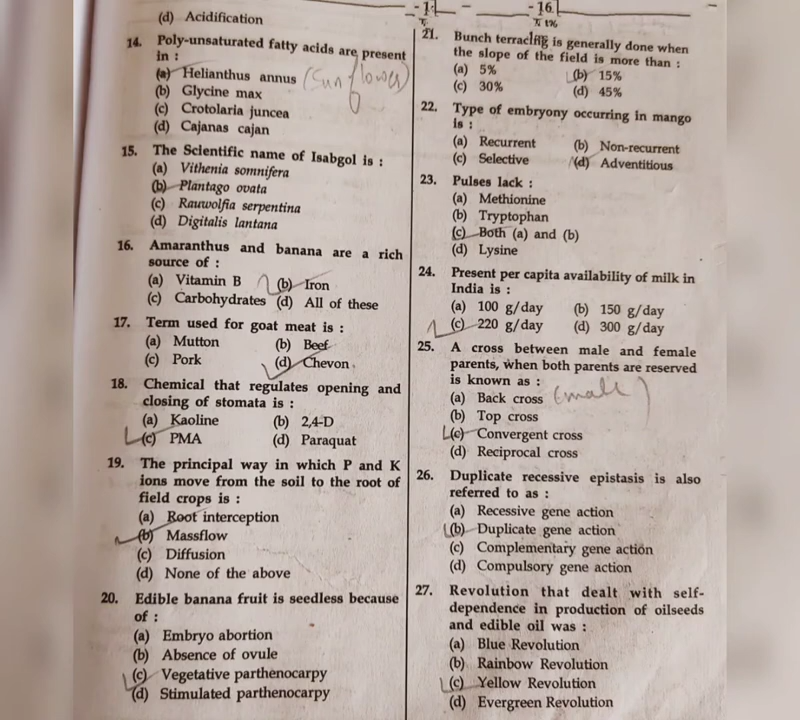 (d) Acidification
14. Poly-unsaturated fatty acids are present
in :
(a) Helianthus annus (Sunflower)
(b) Glycine max
(c) Crotolaria juncea
(d) Cajanas cajan
15. The Scientific name of Isabgol is :
(a) Vithenia somnifera
(b) Plantago ovata
(c) Rauwolfia serpentina
(d) Digitalis lantana
16. Amaranthus and banana are a rich
source of :
(a) Vitamin B (b) Iron
(c) Carbohydrates (d) All of these
17. Term used for goat meat is :
(a) Mutton (b) Beef
(c) Pork (d) Chevon
18. Chemical that regulates opening and
closing of stomata is :
(a) Kaoline (b) 2,4-D
(c) PMA (d) Paraquat
19. The principal way in which P and K
ions move from the soil to the root of
field crops is :
(a) Root interception
(b) Massflow
(c) Diffusion
(d) None of the above
20. Edible banana fruit is seedless because
of :
(a) Embryo abortion
(b) Absence of ovule
(c) Vegetative parthenocarpy
(d) Stimulated parthenocarpy
21. Bunch terracing is generally done when
the slope of the field is more than :
(a) 5% (b) 15%
(c) 30% (d) 45%
22. Type of embryony occurring in mango
is :
(a) Recurrent (b) Non-recurrent
(c) Selective (d) Adventitious
23. Pulses lack :
(a) Methionine
(b) Tryptophan
(c) Both (a) and (b)
(d) Lysine
24. Present per capita availability of milk in
India is :
(a) 100 g/day (b) 150 g/day
(c) 220 g/day (d) 300 g/day
25. A cross between male and female
parents, when both parents are reserved
is known as :
(a) Back cross
(b) Top cross
(c) Convergent cross
(d) Reciprocal cross
26. Duplicate recessive epistasis is also
referred to as :
(a) Recessive gene action
(b) Duplicate gene action
(c) Complementary gene action
(d) Compulsory gene action
27. Revolution that dealt with self-
dependence in production of oilseeds
and edible oil was :
(a) Blue Revolution
(b) Rainbow Revolution
(c) Yellow Revolution
(d) Evergreen Revolution